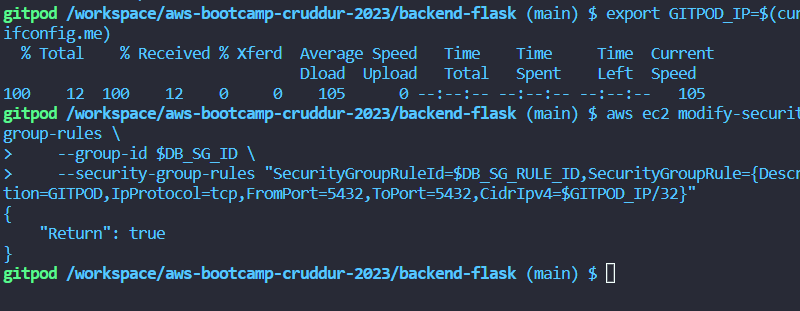 gitpod /workspace/aws-bootcamp-cruddur-2023/backend-flask (main) $ export GITPOD_IP=$(cur
ifconfig.me)
  % Total    % Received % Xferd  Average Speed   Time    Time     Time  Current
                                 Dload  Upload   Total   Spent    Left  Speed
100    12  100    12    0     0    105      0 --:--:-- --:--:-- --:--:--   105
gitpod /workspace/aws-bootcamp-cruddur-2023/backend-flask (main) $ aws ec2 modify-securit
group-rules \
>     --group-id $DB_SG_ID \
>     --security-group-rules "SecurityGroupRuleId=$DB_SG_RULE_ID,SecurityGroupRule={Descr
tion=GITPOD,IpProtocol=tcp,FromPort=5432,ToPort=5432,CidrIpv4=$GITPOD_IP/32}"
{
    "Return": true
}
gitpod /workspace/aws-bootcamp-cruddur-2023/backend-flask (main) $